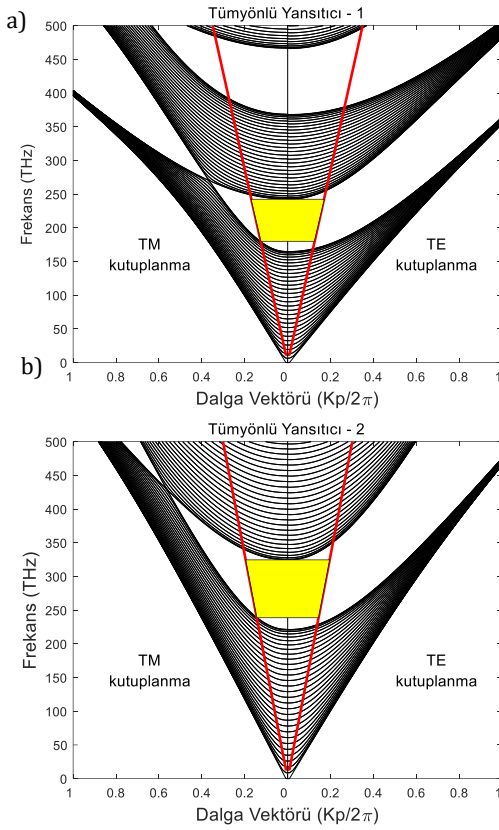 a)
Tümyönlü Yansıtıcı - 1
500
450
400
350
300
250
200
150
100
50
0
Frekans (THz)
TM
kutuplanma
TE
kutuplanma
1 0.8 0.6 0.4 0.2 0 0.2 0.4 0.6 0.8 1
Dalga Vektörü (Kp/2π)
b)
Tümyönlü Yansıtıcı - 2
500
450
400
350
300
250
200
150
100
50
0
Frekans (THz)
TM
kutuplanma
TE
kutuplanma
1 0.8 0.6 0.4 0.2 0 0.2 0.4 0.6 0.8 1
Dalga Vektörü (Kp/2π)